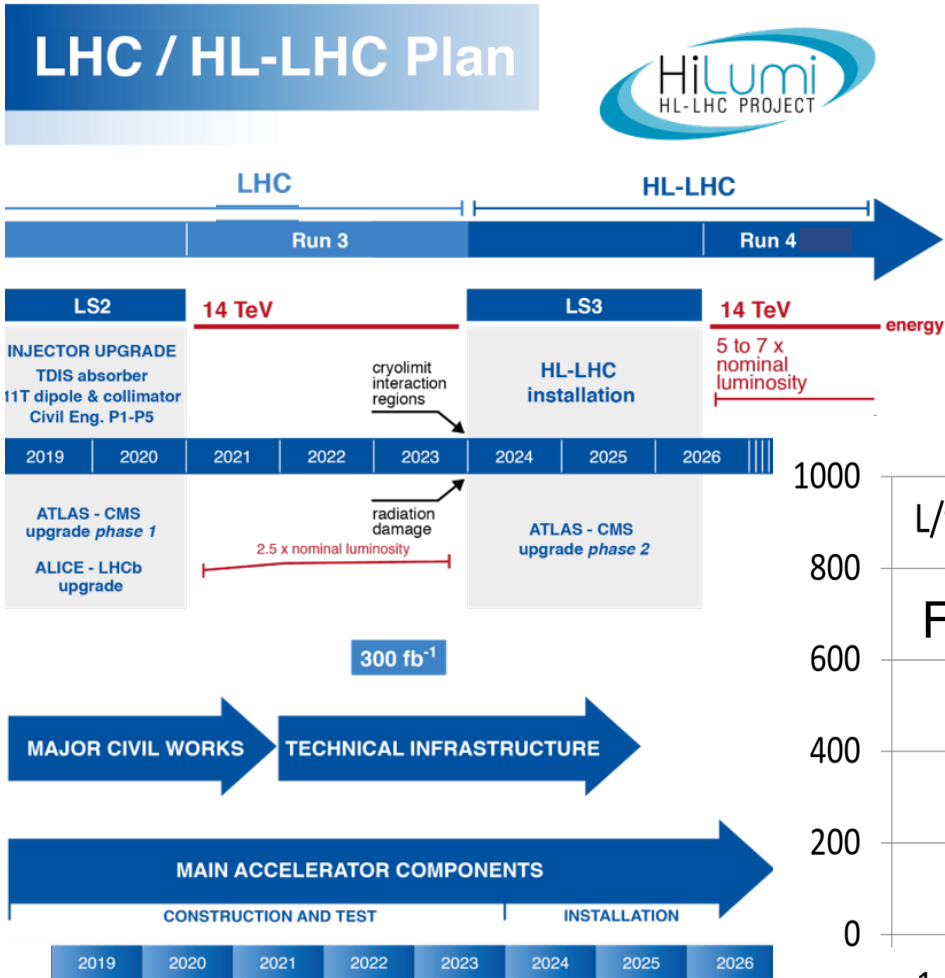 LHC / HL-LHC Plan
HiLumi
HL-LHC PROJECT
LHC
HL-LHC
Run 3
Run 4
LS2
14 TeV
LS3
14 TeV
energy
INJECTOR UPGRADE
TDIS absorber
11T dipole & collimator
Civil Eng. P1-P5
cryolimit
interaction
regions
HL-LHC
installation
5 to 7 x
nominal
luminosity
2019 2020 2021 2022 2023 2024 2025 2026
ATLAS - CMS
upgrade phase 1
ALICE - LHCb
upgrade
radiation
damage
2.5 x nominal luminosity
ATLAS - CMS
upgrade phase 2
300 fb⁻¹
MAJOR CIVIL WORKS
TECHNICAL INFRASTRUCTURE
MAIN ACCELERATOR COMPONENTS
CONSTRUCTION AND TEST
INSTALLATION
2019 2020 2021 2022 2023 2024 2025 2026
1000
L/
800
F
600
400
200
0